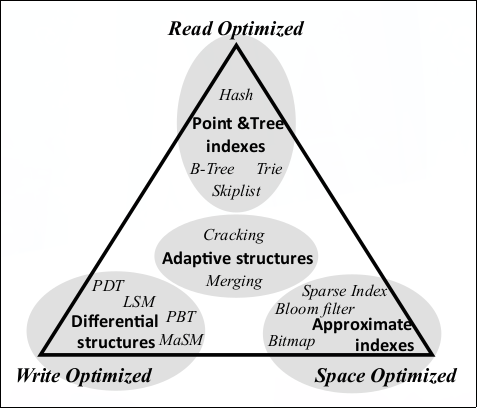 Read Optimized
Hash
Point &Tree
indexes
B-Tree Trie
Skiplist
Cracking
Adaptive structures
Merging
PDT
LSM
PBT
Differential
structures
MaSM
Sparse Index
Bloom filter
Approximate
Bitmap
indexes
Write Optimized
Space Optimized